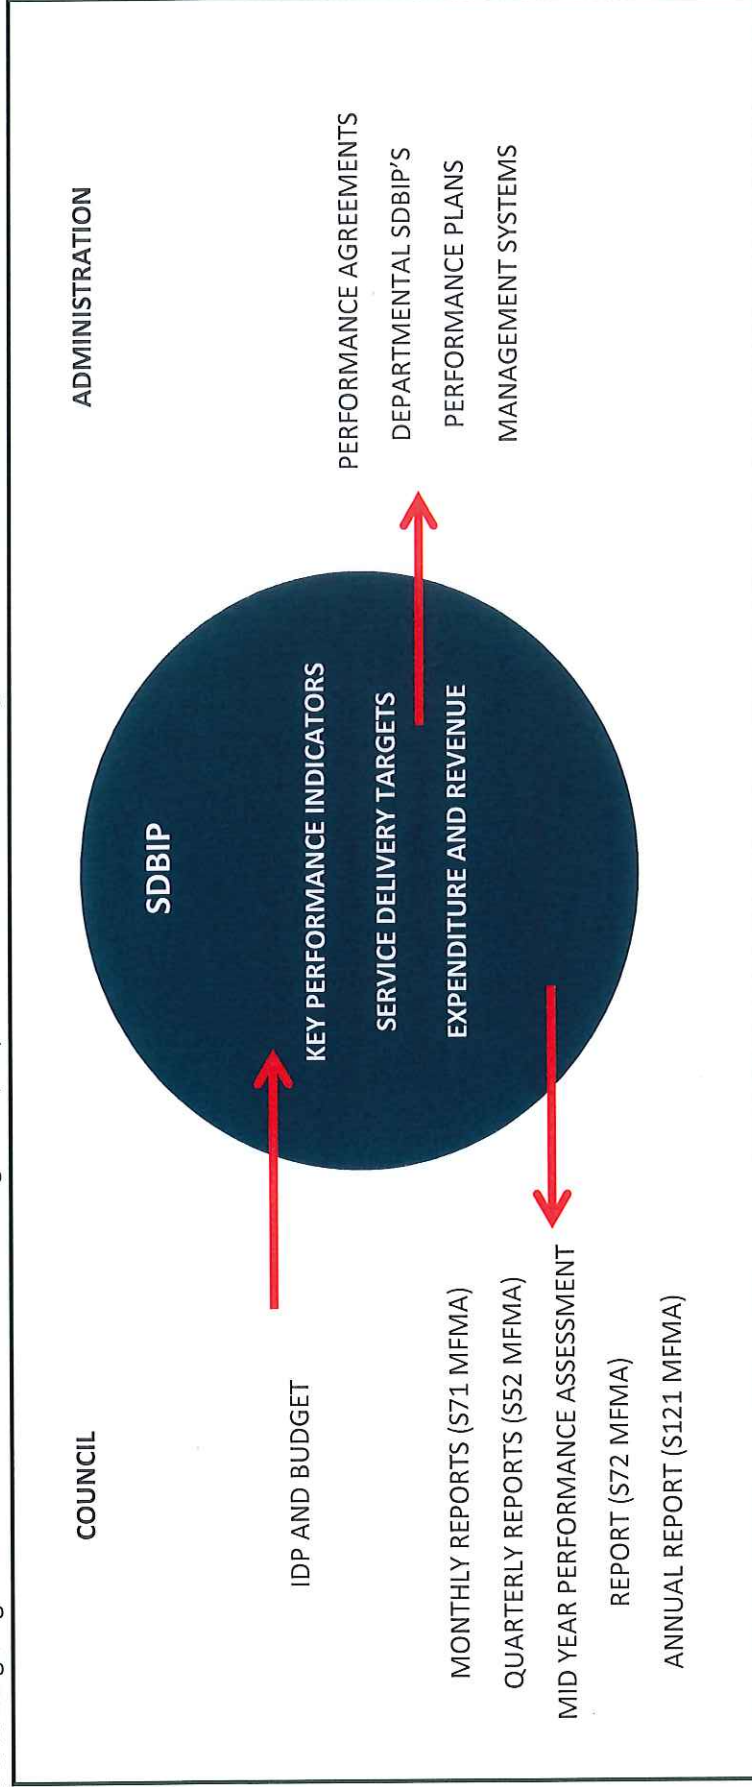 COUNCIL
IDP AND BUDGET
MONTHLY REPORTS (S71 MFMA)
QUARTERLY REPORTS (S52 MFMA)
MID YEAR PERFORMANCE ASSESSMENT
REPORT (S72 MFMA)
ANNUAL REPORT (S121 MFMA)
SDBIP
KEY PERFORMANCE INDICATORS
SERVICE DELIVERY TARGETS
EXPENDITURE AND REVENUE
ADMINISTRATION
PERFORMANCE AGREEMENTS
DEPARTMENTAL SDBIP'S
PERFORMANCE PLANS
MANAGEMENT SYSTEMS